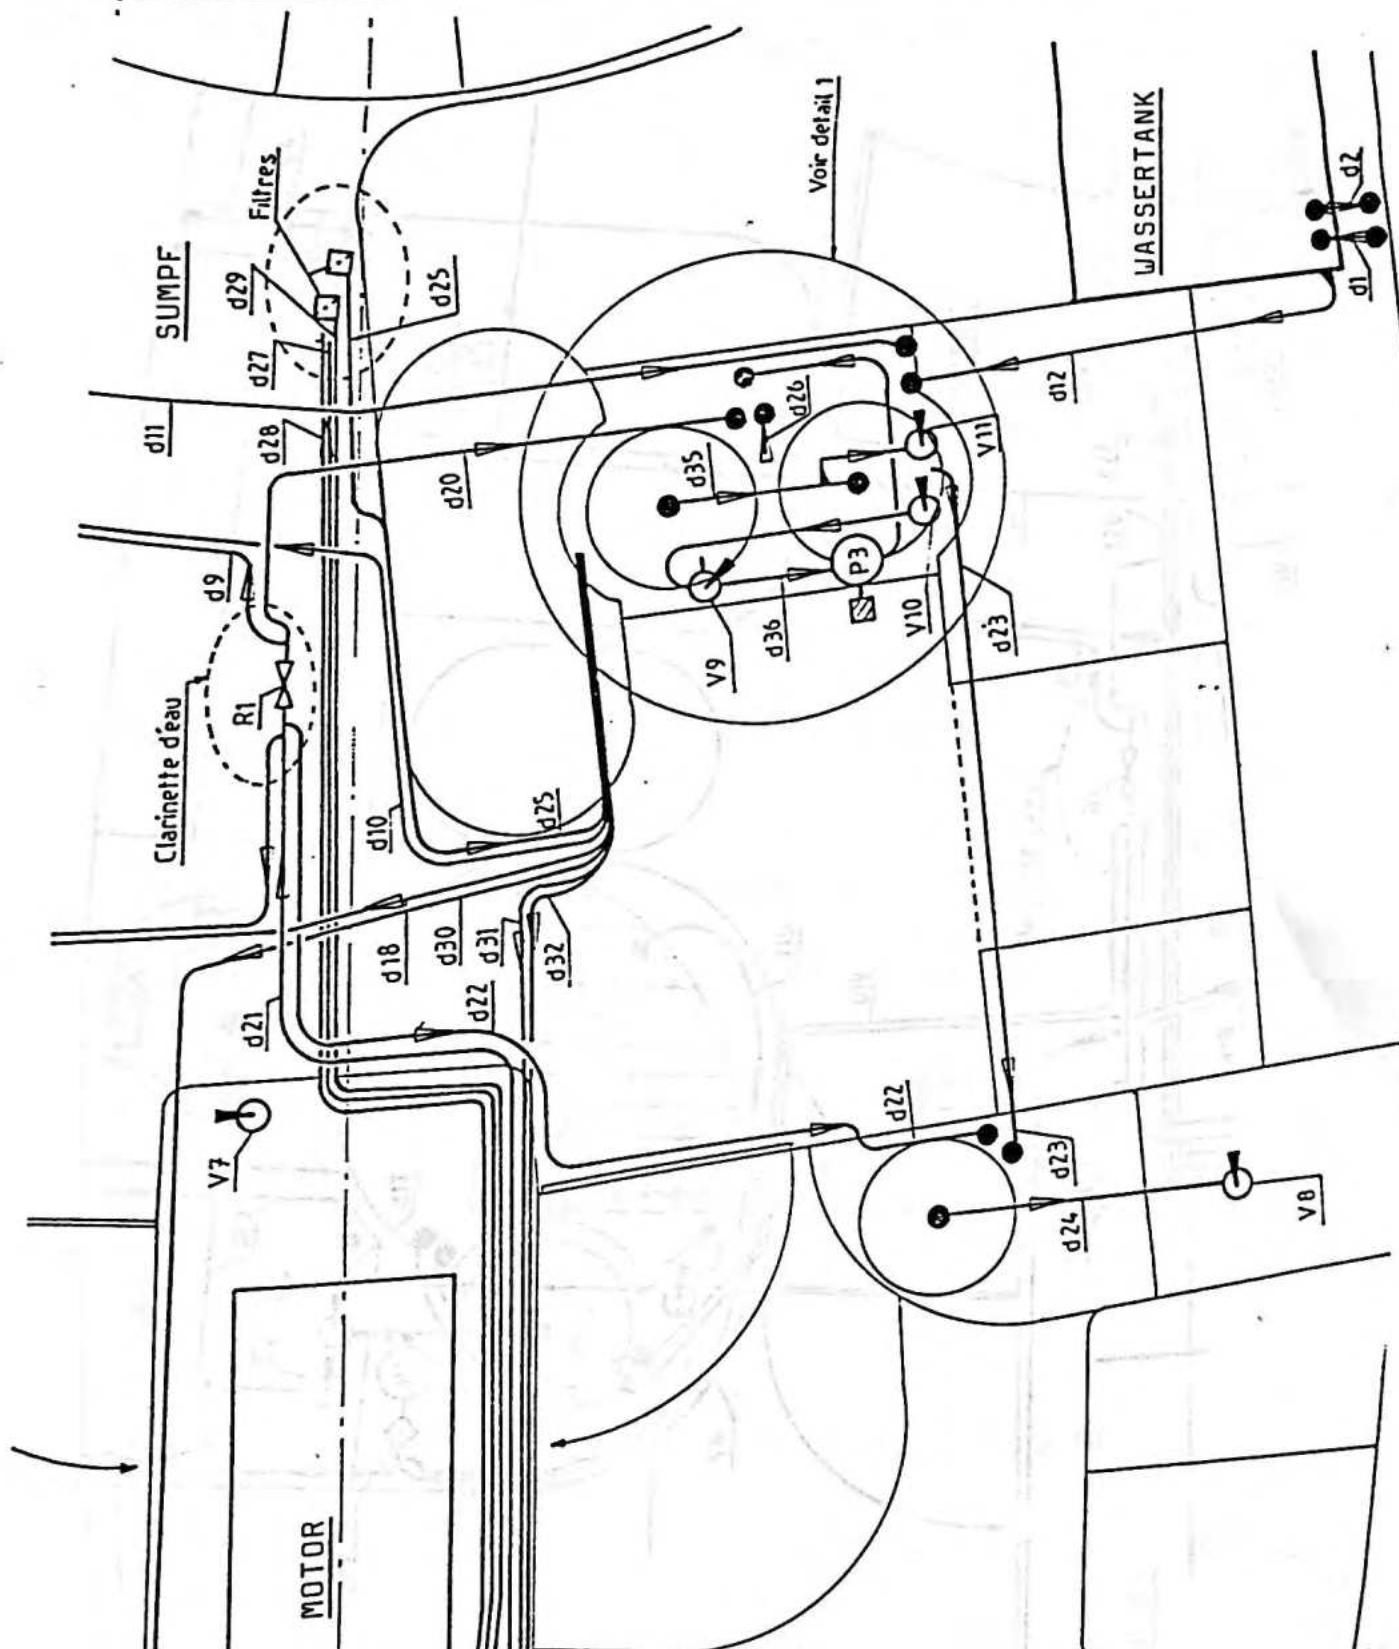 SUMPF
Filtres
d29
d27
d25
d11
d28
d20
d9
Clarinette d'eau
R1
d10
d25
d18
d30
d31
d32
d21
d22
V7
MOTOR
Voir detail 1
WASSERTANK
d2
d1
d12
d26
d35
V11
P3
V9
d36
V10
d23
d22
d23
d24
V8